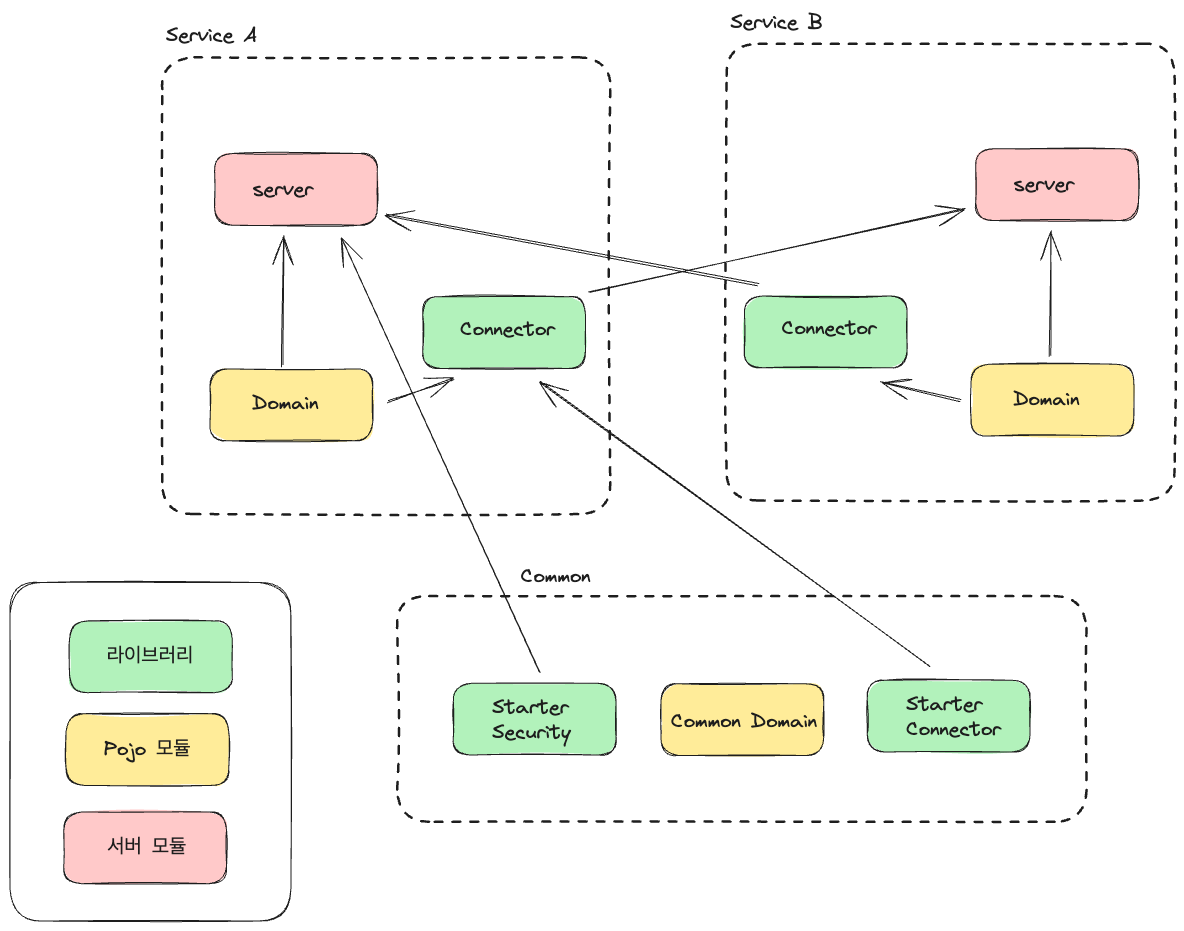 Service A
Service B
server
server
Connector
Connector
Domain
Domain
Common
Starter
Security
Common Domain
Starter
Connector
라이브러리
Pojo 모듈
서버 모듈